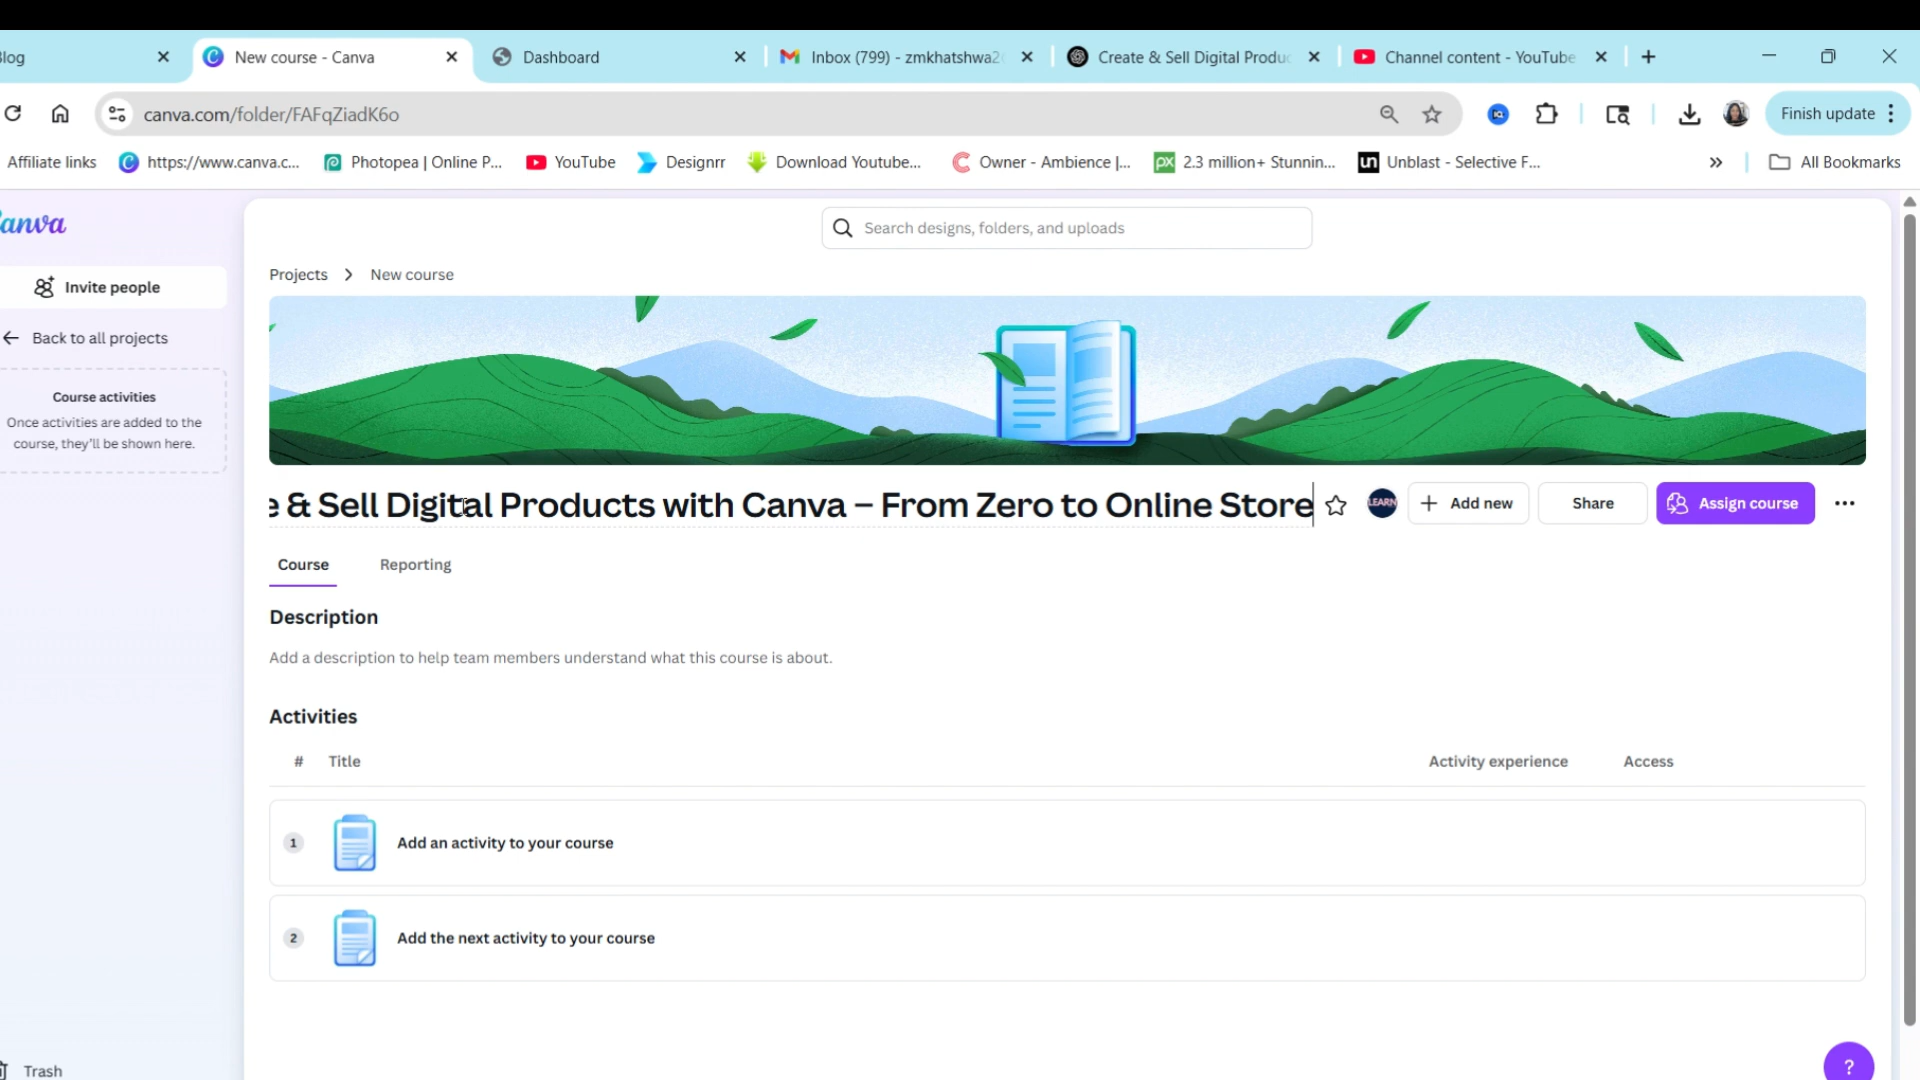 log
New course - Canva
Dashboard
Inbox (799) - zmkhatshwa2
Create & Sell Digital Produc
Channel content - YouTube
canva.com/folder/FAFqZiadK6o
Finish update
Affiliate links
https://www.canva.c...
Photopea | Online P...
YouTube
Designrr
Download Youtube...
Owner - Ambience |...
px
2.3 million+ Stunnin...
un
Unblast - Selective F...
All Bookmarks
anva
Search designs, folders, and uploads
Invite people
Back to all projects
Course activities
Once activities are added to the
course, they'll be shown here.
Projects > New course
e & Sell Digital Products with Canva – From Zero to Online Store
LEARN
+ Add new
Share
Assign course
Course
Reporting
Description
Add a description to help team members understand what this course is about.
Activities
# Title Activity experience Access
1 Add an activity to your course
2 Add the next activity to your course
Trash
?